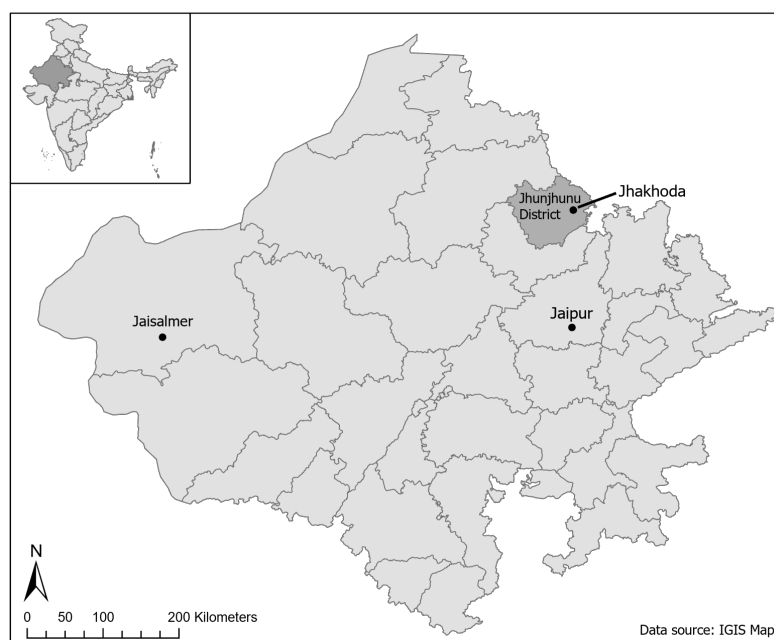 Jhunjhunu
District
Jhakhoda
Jaisalmer
Jaipur
N
0 50 100 200 Kilometers
Data source: IGIS Map